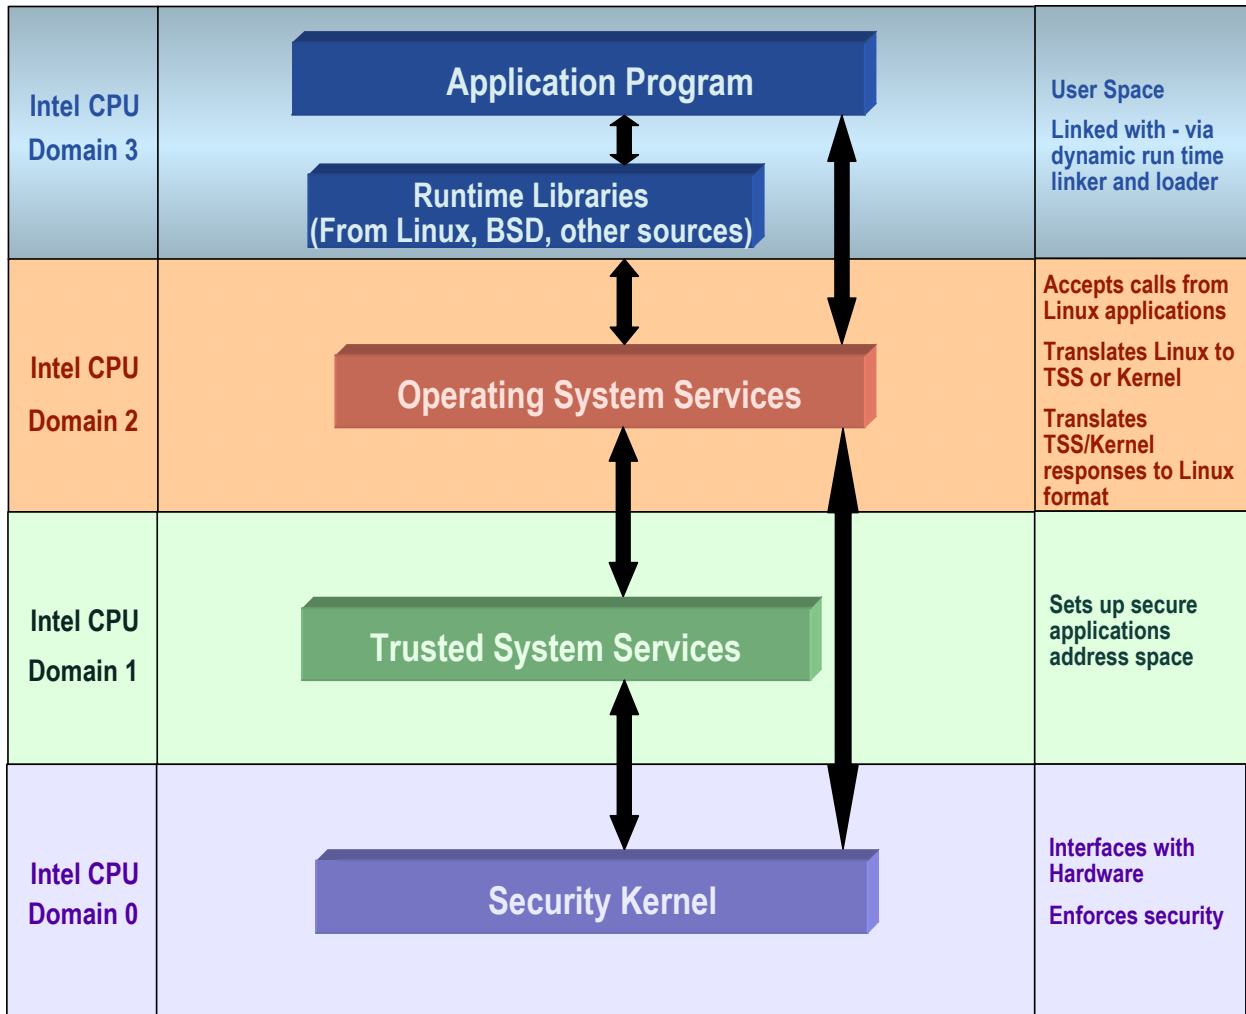 Intel CPU
Domain 3
Application Program
Runtime Libraries
(From Linux, BSD, other sources)
User Space
Linked with - via
dynamic run time
linker and loader
Intel CPU
Domain 2
Operating System Services
Accepts calls from
Linux applications
Translates Linux to
TSS or Kernel
Translates
TSS/Kernel
responses to Linux
format
Intel CPU
Domain 1
Trusted System Services
Sets up secure
applications
address space
Intel CPU
Domain 0
Security Kernel
Interfaces with
Hardware
Enforces security